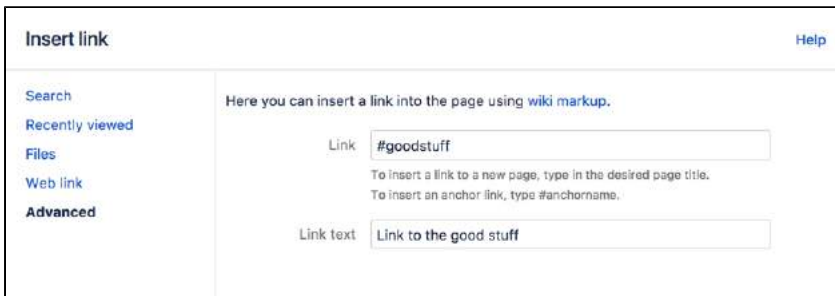 Insert link
Help
Search
Recently viewed
Files
Web link
Advanced
Here you can insert a link into the page using wiki markup.
Link
#goodstuff
To insert a link to a new page, type in the desired page title.
To insert an anchor link, type #anchorname.
Link text
Link to the good stuff